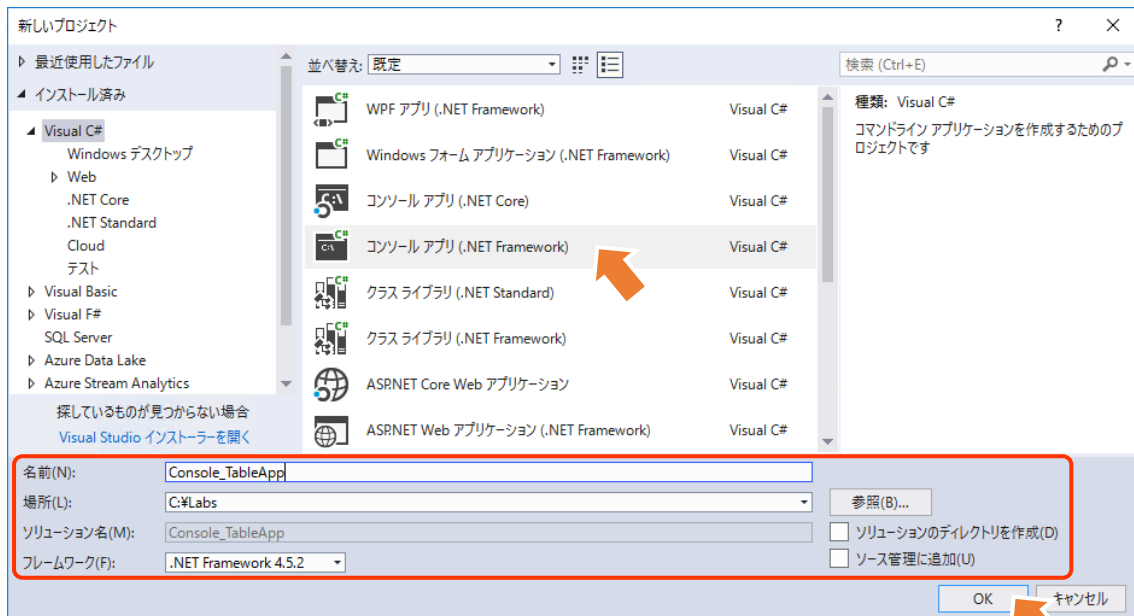 新しいプロジェクト
?
最近使用したファイル
インストール済み
Visual C#
Windows デスクトップ
Web
.NET Core
.NET Standard
Cloud
テスト
Visual Basic
Visual F#
SQL Server
Azure Data Lake
Azure Stream Analytics
探しているものが見つからない場合
Visual Studio インストーラーを開く
並べ替え: 既定
WPF アプリ (.NET Framework) Visual C#
Windows フォーム アプリケーション (.NET Framework) Visual C#
コンソール アプリ (.NET Core) Visual C#
コンソール アプリ (.NET Framework) Visual C#
クラス ライブラリ (.NET Standard) Visual C#
クラス ライブラリ (.NET Framework) Visual C#
ASP.NET Core Web アプリケーション Visual C#
ASP.NET Web アプリケーション (.NET Framework) Visual C#
検索 (Ctrl+E)
種類: Visual C#
コマンドライン アプリケーションを作成するためのプ
ロジェクトです
名前(N): Console_TableApp
場所(L): C:¥Labs 参照(B)...
ソリューション名(M): Console_TableApp ソリューションのディレクトリを作成(D)
フレームワーク(F): .NET Framework 4.5.2 ソース管理に追加(U)
OK キャンセル